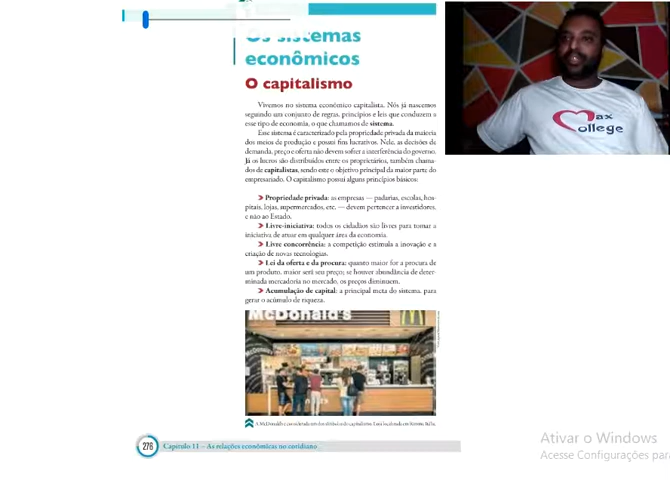 Os sistemas
econômicos
O capitalismo
Vivemos no sistema econômico capitalista. Nós já nascemos
seguindo um conjunto de regras, princípios e leis que conduzem a
esse tipo de economia, o que chamamos de sistema.
Esse sistema é caracterizado pela propriedade privada da maioria
dos meios de produção e possui fins lucrativos. Nele, as decisões de
demanda, preço e oferta não devem sofrer a interferência do governo.
Já os lucros são distribuídos entre os proprietários, também chama-
dos de capitalistas, sendo este o objetivo principal da maior parte do
empresariado. O capitalismo possui alguns princípios básicos:
Propriedade privada: as empresas — padarias, escolas, hos-
pitais, lojas, supermercados, etc. — devem pertencer a investidores,
e não ao Estado.
Livre-iniciativa: todos os cidadãos são livres para tomar a
iniciativa de atuar em qualquer área da economia.
Livre concorrência: a competição estimula a inovação e a
criação de novas tecnologias.
Lei da oferta e da procura: quanto maior for a procura de
um produto, maior será seu preço; se houver abundância de deter-
minada mercadoria no mercado, os preços diminuem.
Acumulação de capital: a principal meta do sistema, para
gerar o acúmulo de riqueza.
McDonald's
A McDonald's é considerada um dos símbolos do capitalismo.
276
Capítulo 11 – As relações econômicas no cotidiano
Max
College
Ativar o Windows
Acesse Configurações para